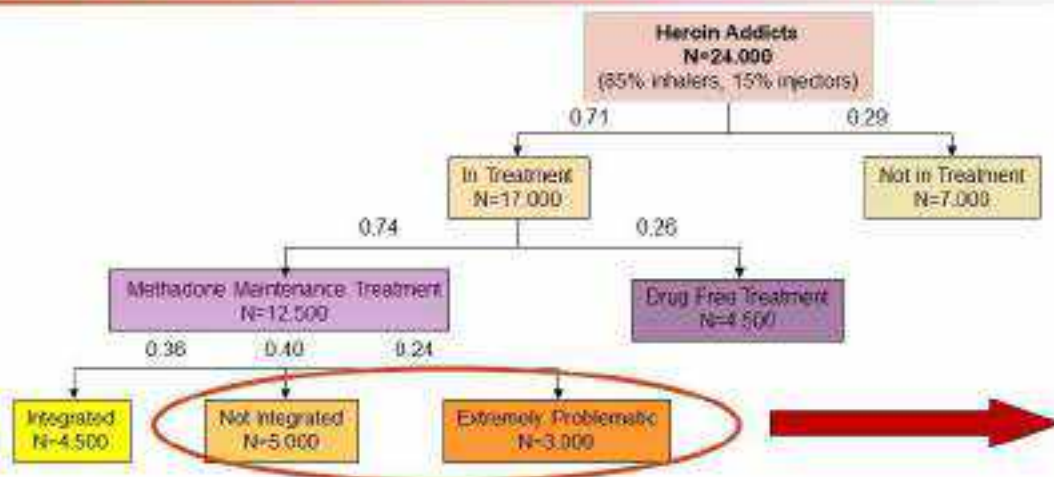 Heroin Addicts
N=24.000
(85% inhalers, 15% injectors)
0.71
0.29
In Treatment
N=17.000
Not in Treatment
N=7.000
0.74
0.26
Methadone Maintenance Treatment
N=12.500
Drug Free Treatment
N=4.500
0.36
0.40
0.24
Integrated
N=4.500
Not Integrated
N=5.000
Extremely Problematic
N=3.000